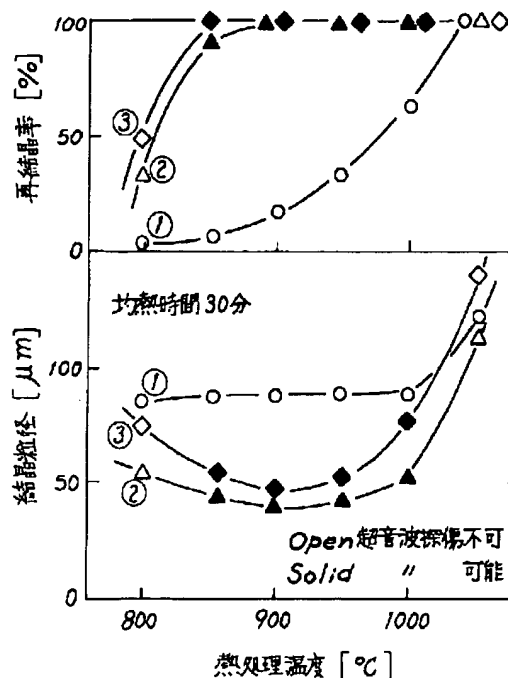 100
50
0
再結晶率 [%]
③
②
①
均熱時間30分
100
50
0
結晶粒径 [μm]
①
③
②
Open 超音波探傷不可
Solid 〃 可能
800 900 1000
熱処理温度 [°C]